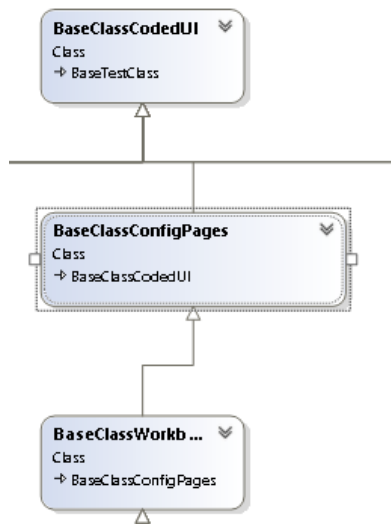 BaseClassCodedUI
Class
BaseTestClass
BaseClassConfigPages
Class
BaseClassCodedUI
BaseClassWorkb ...
Class
BaseClassConfigPages